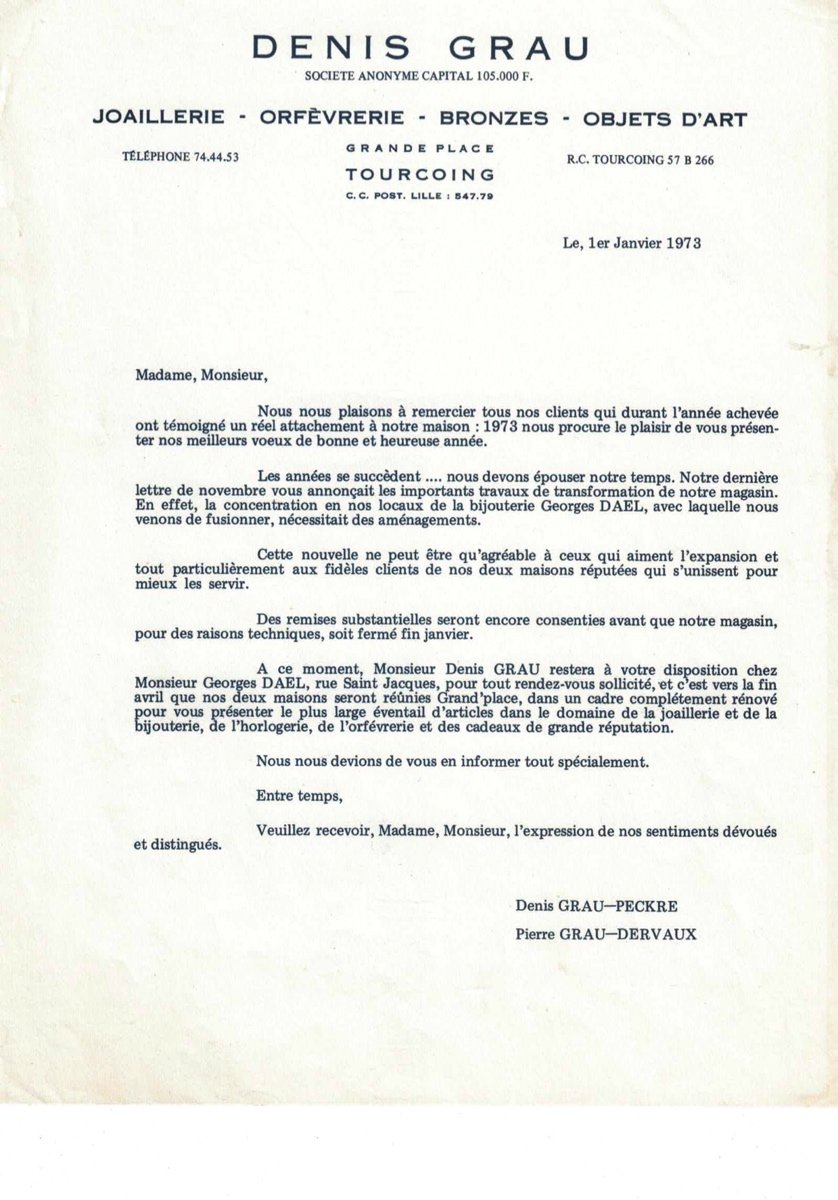 DENIS GRAU
SOCIETE ANONYME CAPITAL 105.000 F.
JOAILLERIE - ORFÈVRERIE - BRONZES - OBJETS D'ART
TÉLÉPHONE 74.44.53
GRANDE PLACE
TOURCOING
C. C. POST. LILLE : 547.79
R.C. TOURCOING 57 B 266
Le, 1er Janvier 1973
Madame, Monsieur,
Nous nous plaisons à remercier tous nos clients qui durant l'année achevée
ont témoigné un réel attachement à notre maison : 1973 nous procure le plaisir de vous présen-
ter nos meilleurs voeux de bonne et heureuse année.
Les années se succèdent .... nous devons épouser notre temps. Notre dernière
lettre de novembre vous annonçait les importants travaux de transformation de notre magasin.
En effet, la concentration en nos locaux de la bijouterie Georges DAEL, avec laquelle nous
venons de fusionner, nécessitait des aménagements.
Cette nouvelle ne peut être qu'agréable à ceux qui aiment l'expansion et
tout particulièrement aux fidèles clients de nos deux maisons réputées qui s'unissent pour
mieux les servir.
Des remises substantielles seront encore consenties avant que notre magasin,
pour des raisons techniques, soit fermé fin janvier.
A ce moment, Monsieur Denis GRAU restera à votre disposition chez
Monsieur Georges DAEL, rue Saint Jacques, pour tout rendez-vous sollicité, et c'est vers la fin
avril que nos deux maisons seront réûnies Grand'place, dans un cadre complétement rénové
pour vous présenter le plus large éventail d'articles dans le domaine de la joaillerie et de la
bijouterie, de l'horlogerie, de l'orfévrerie et des cadeaux de grande réputation.
Nous nous devions de vous en informer tout spécialement.
Entre temps,
Veuillez recevoir, Madame, Monsieur, l'expression de nos sentiments dévoués
et distingués.
Denis GRAU—PECKRE
Pierre GRAU—DERVAUX